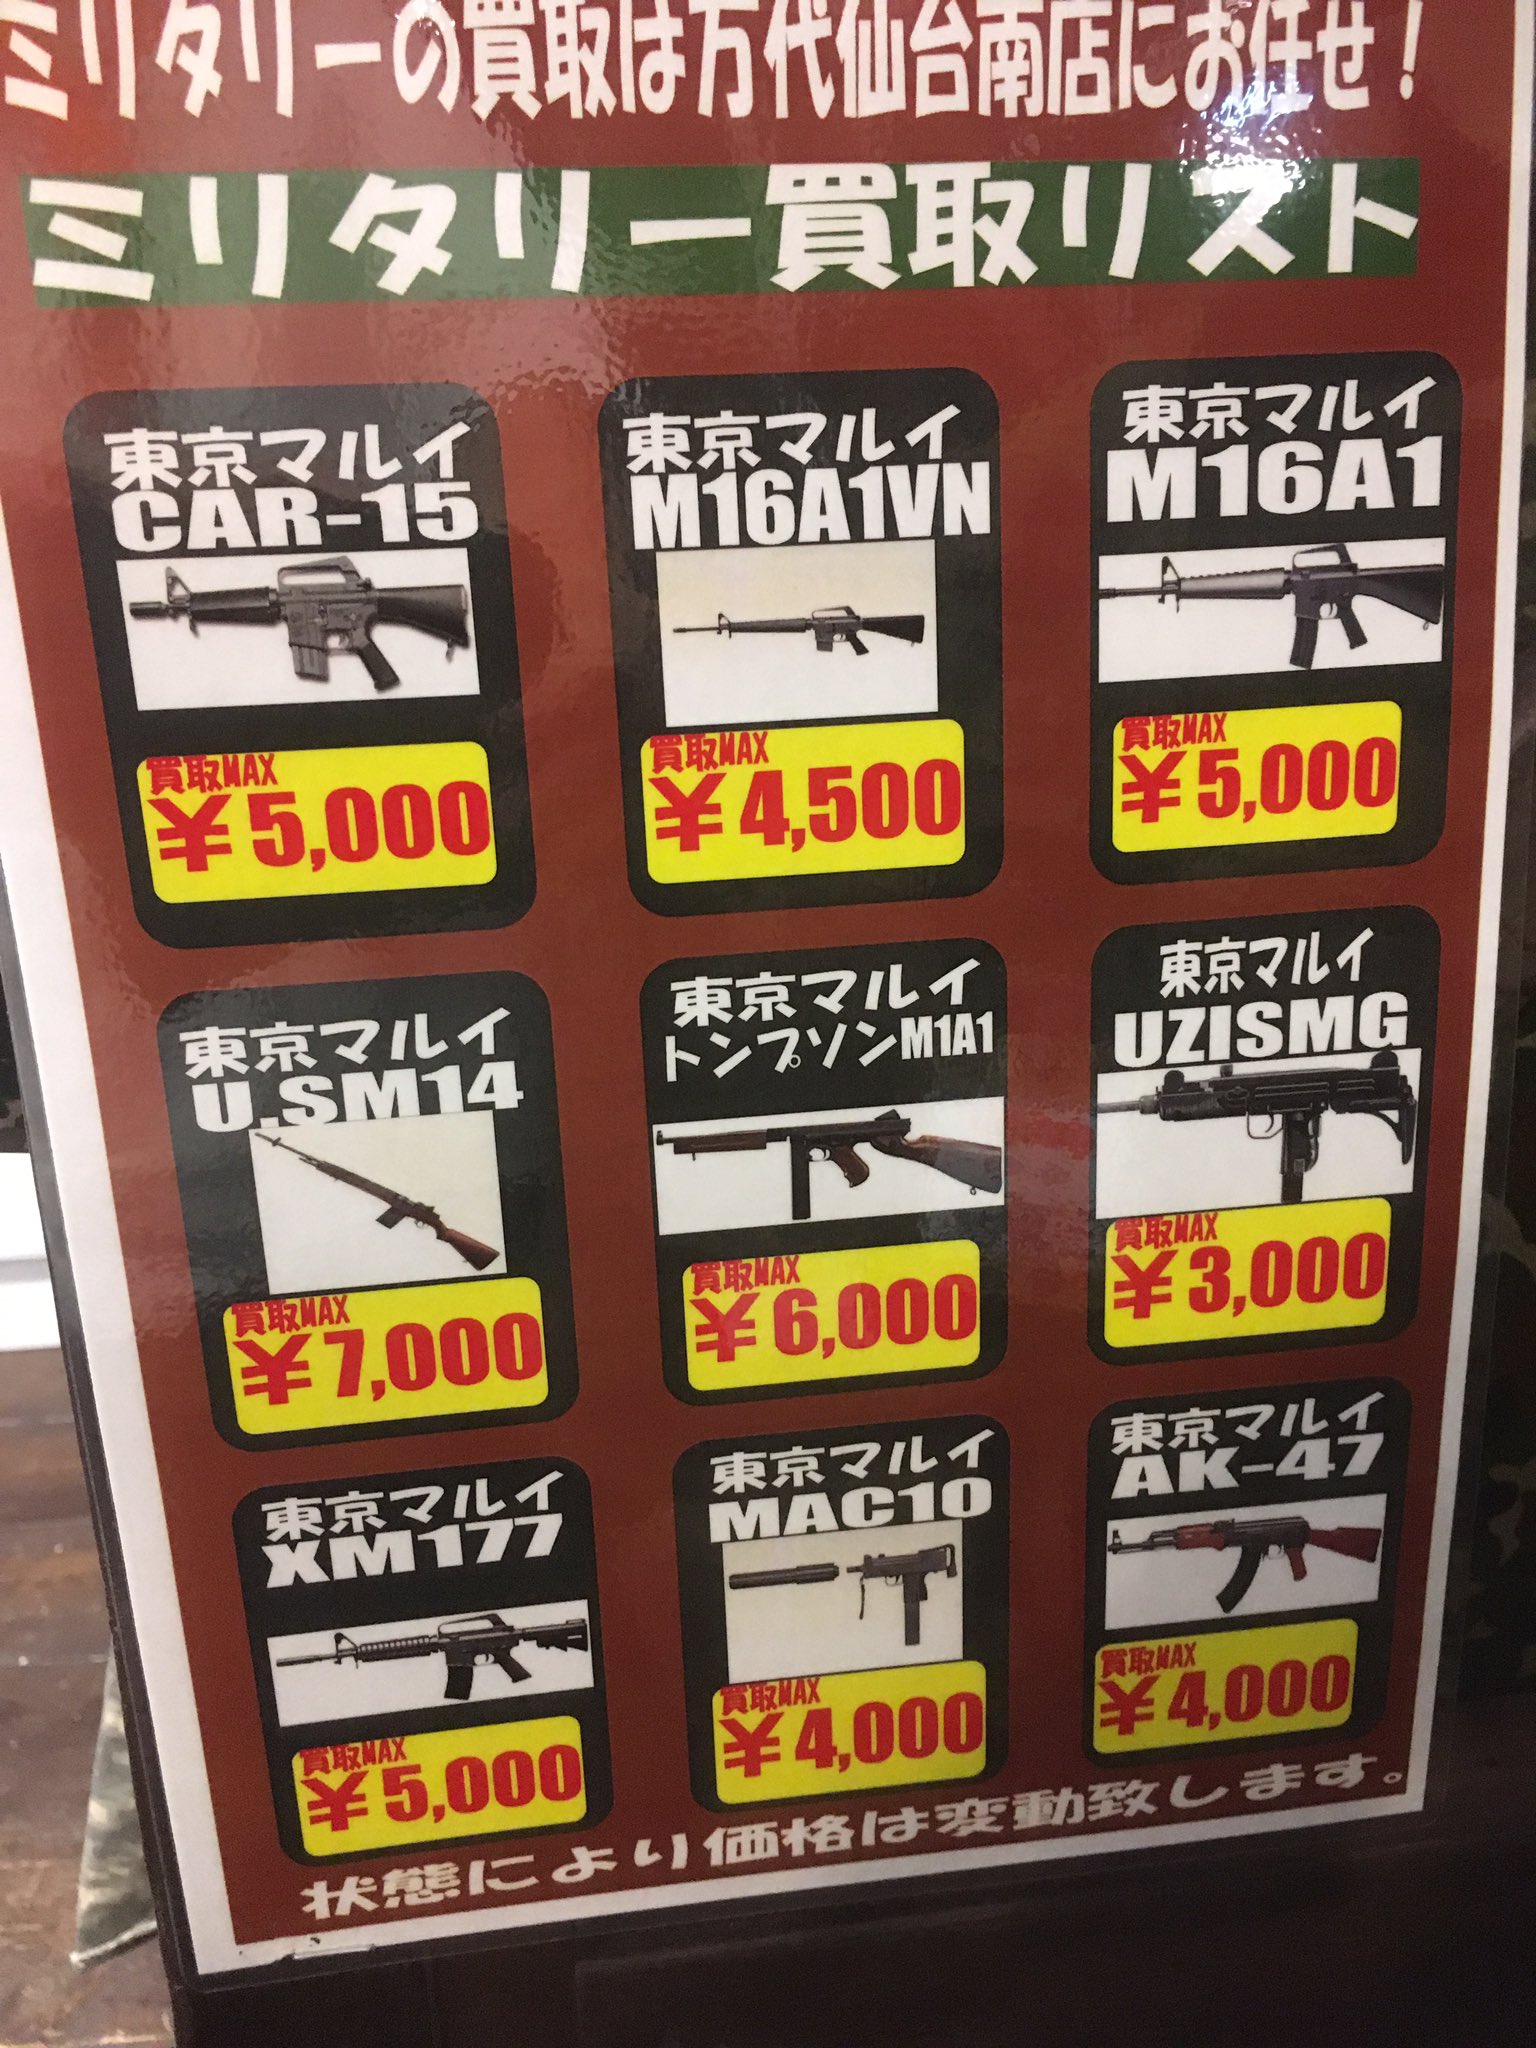 ミリタリーの買取は万代仙台南店にお任せ!
ミリタリー買取リスト
東京マルイ
CAR-15
買取MAX
¥5,000
東京マルイ
M16A1VN
買取MAX
¥4,500
東京マルイ
M16A1
買取MAX
¥5,000
東京マルイ
U.SM14
買取MAX
¥7,000
東京マルイ
トンプソンM1A1
買取MAX
¥6,000
東京マルイ
UZISMG
買取MAX
¥3,000
東京マルイ
XM177
買取MAX
¥5,000
東京マルイ
MAC10
買取MAX
¥4,000
東京マルイ
AK-47
買取MAX
¥4,000
状態により価格は変動致します。